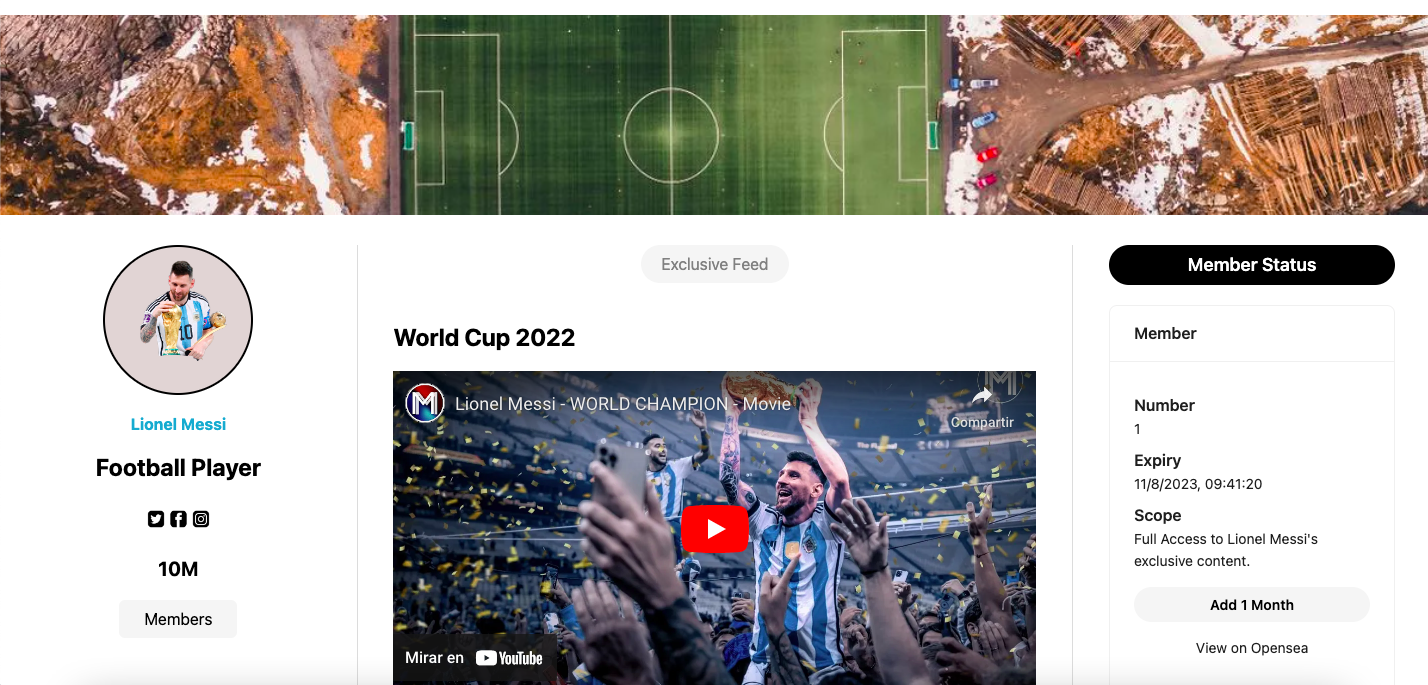 Lionel Messi
Football Player
10M
Members
Exclusive Feed
World Cup 2022
M
Lionel Messi - WORLD CHAMPION - Movie
M
Compartir
10
Mirar en YouTube
Member Status
Member
Number
1
Expiry
11/8/2023, 09:41:20
Scope
Full Access to Lionel Messi's
exclusive content.
Add 1 Month
View on Opensea